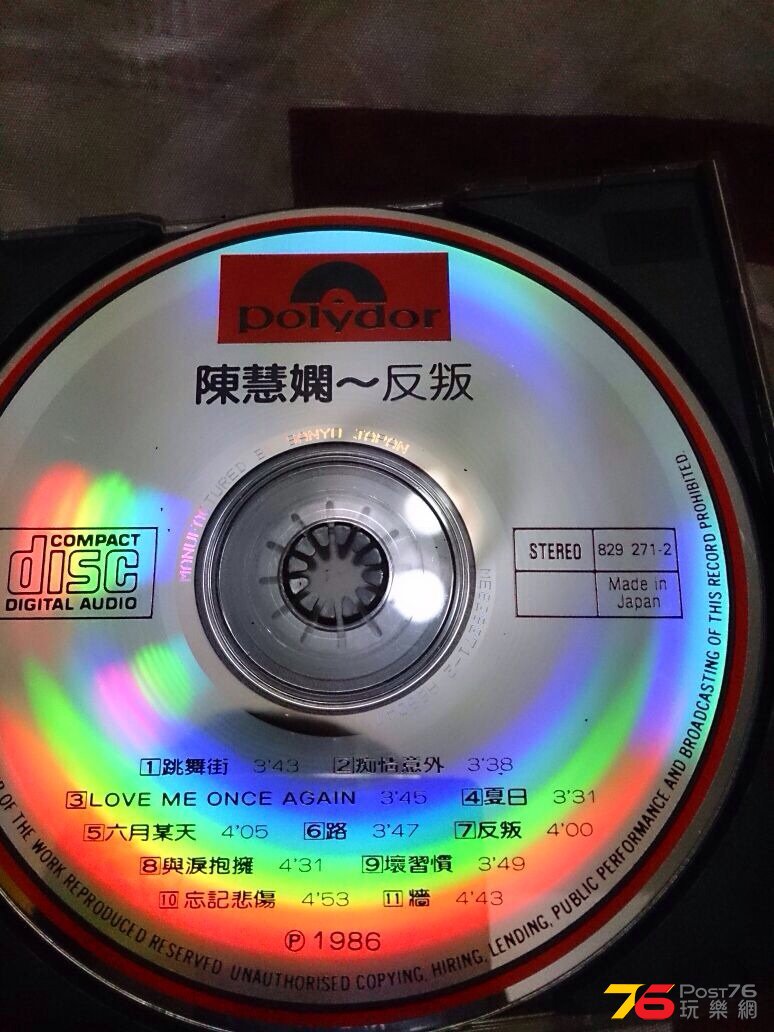 polydor
陳慧嫻～反叛
SANYO JAPAN
COMPACT
disc
DIGITAL AUDIO
STEREO 829 271-2
Made in
Japan
1跳舞街 3'43 2痴情意外 3'38
3LOVE ME ONCE AGAIN 3'45 4夏日 3'31
5六月某天 4'05 6路 3'47 7反叛 4'00
8與淚抱擁 4'31 9壞習慣 3'49
10忘記悲傷 4'53 11牆 4'43
℗ 1986
OF THE WORK REPRODUCED RESERVED UNAUTHORISED COPYING, HIRING, LENDING, PUBLIC PERFORMANCE AND BROADCASTING OF THIS RECORD PROHIBITED.
76 POST76
玩樂網